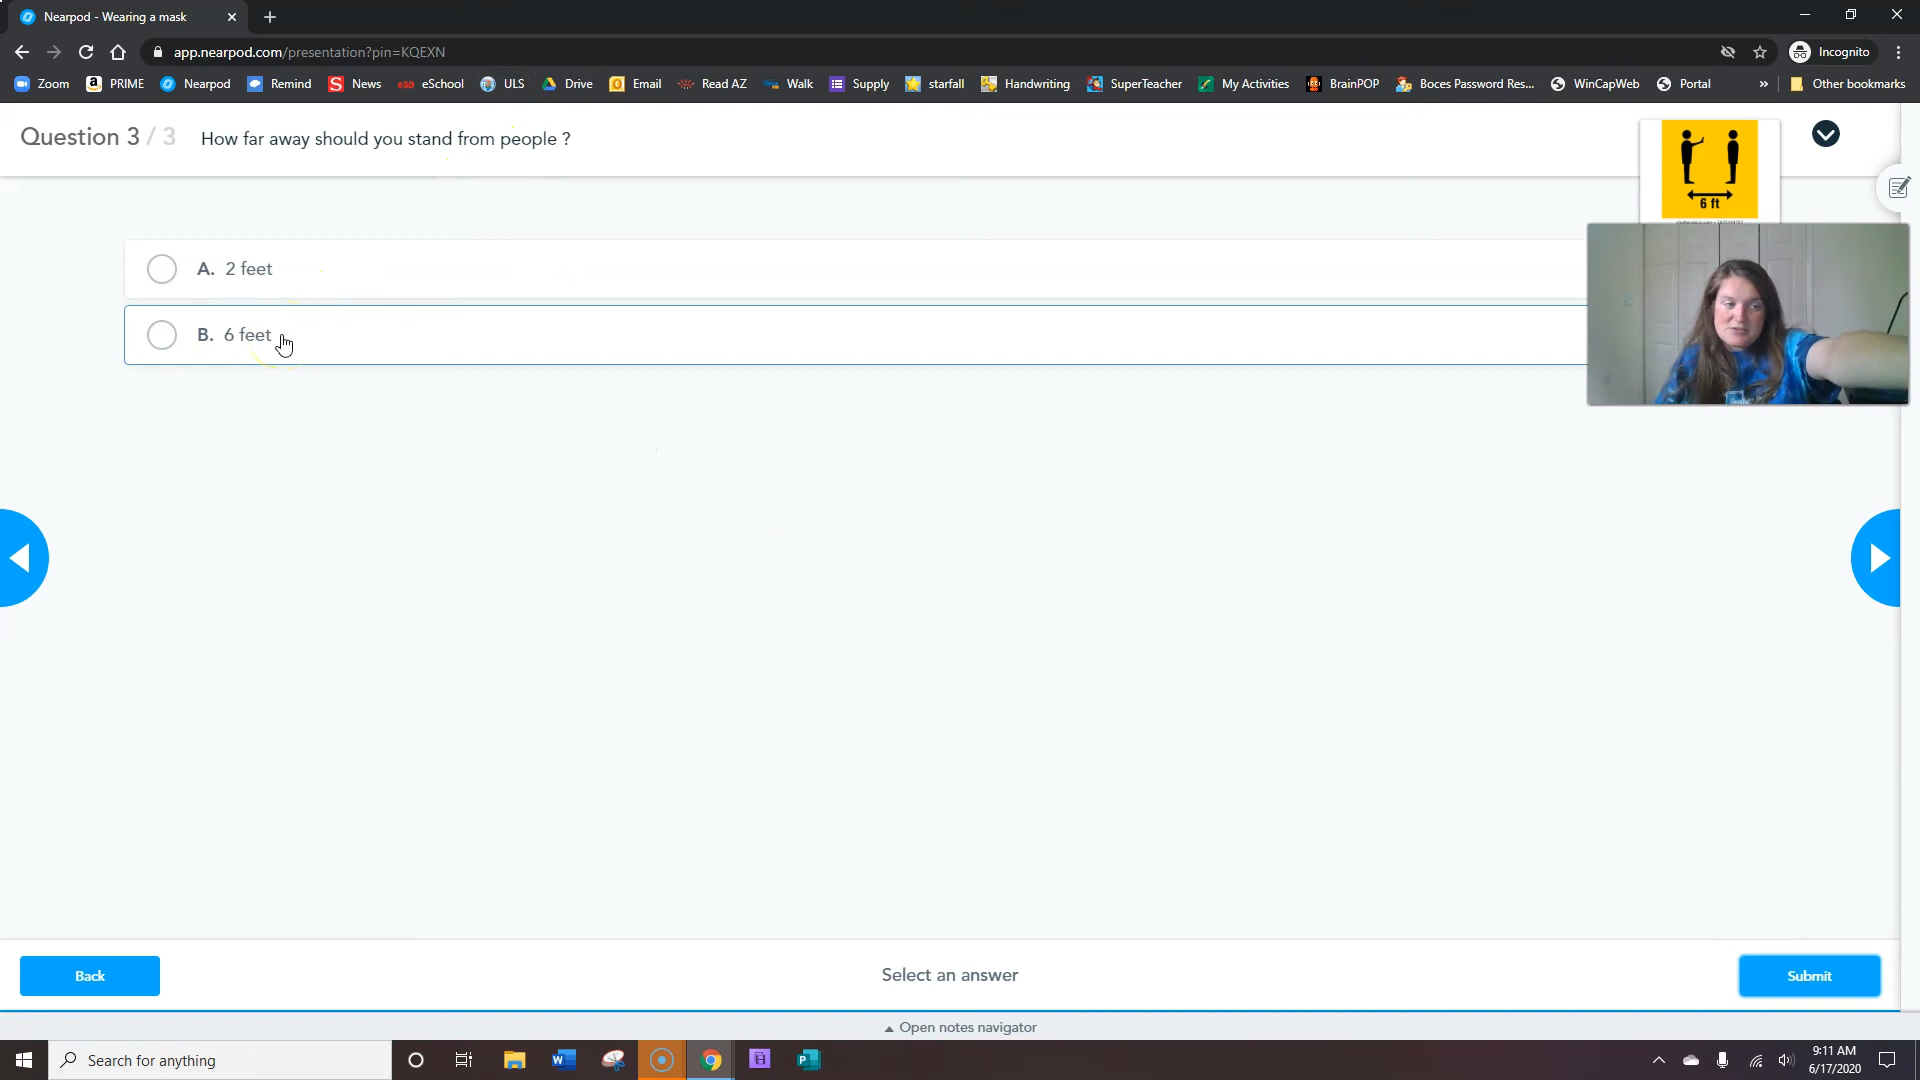 Nearpod - Wearing a mask
app.nearpod.com/presentation?pin=KQEXN
Incognito
Zoom PRIME Nearpod Remind S News esD eSchool ULS Drive Email Read AZ Walk Supply starfall Handwriting SuperTeacher My Activities BrainPOP Boces Password Res... WinCapWeb Portal » Other bookmarks
Question 3 / 3 How far away should you stand from people ?
6 ft
A. 2 feet
B. 6 feet
Back Select an answer Submit
Open notes navigator
Search for anything
9:11 AM
6/17/2020